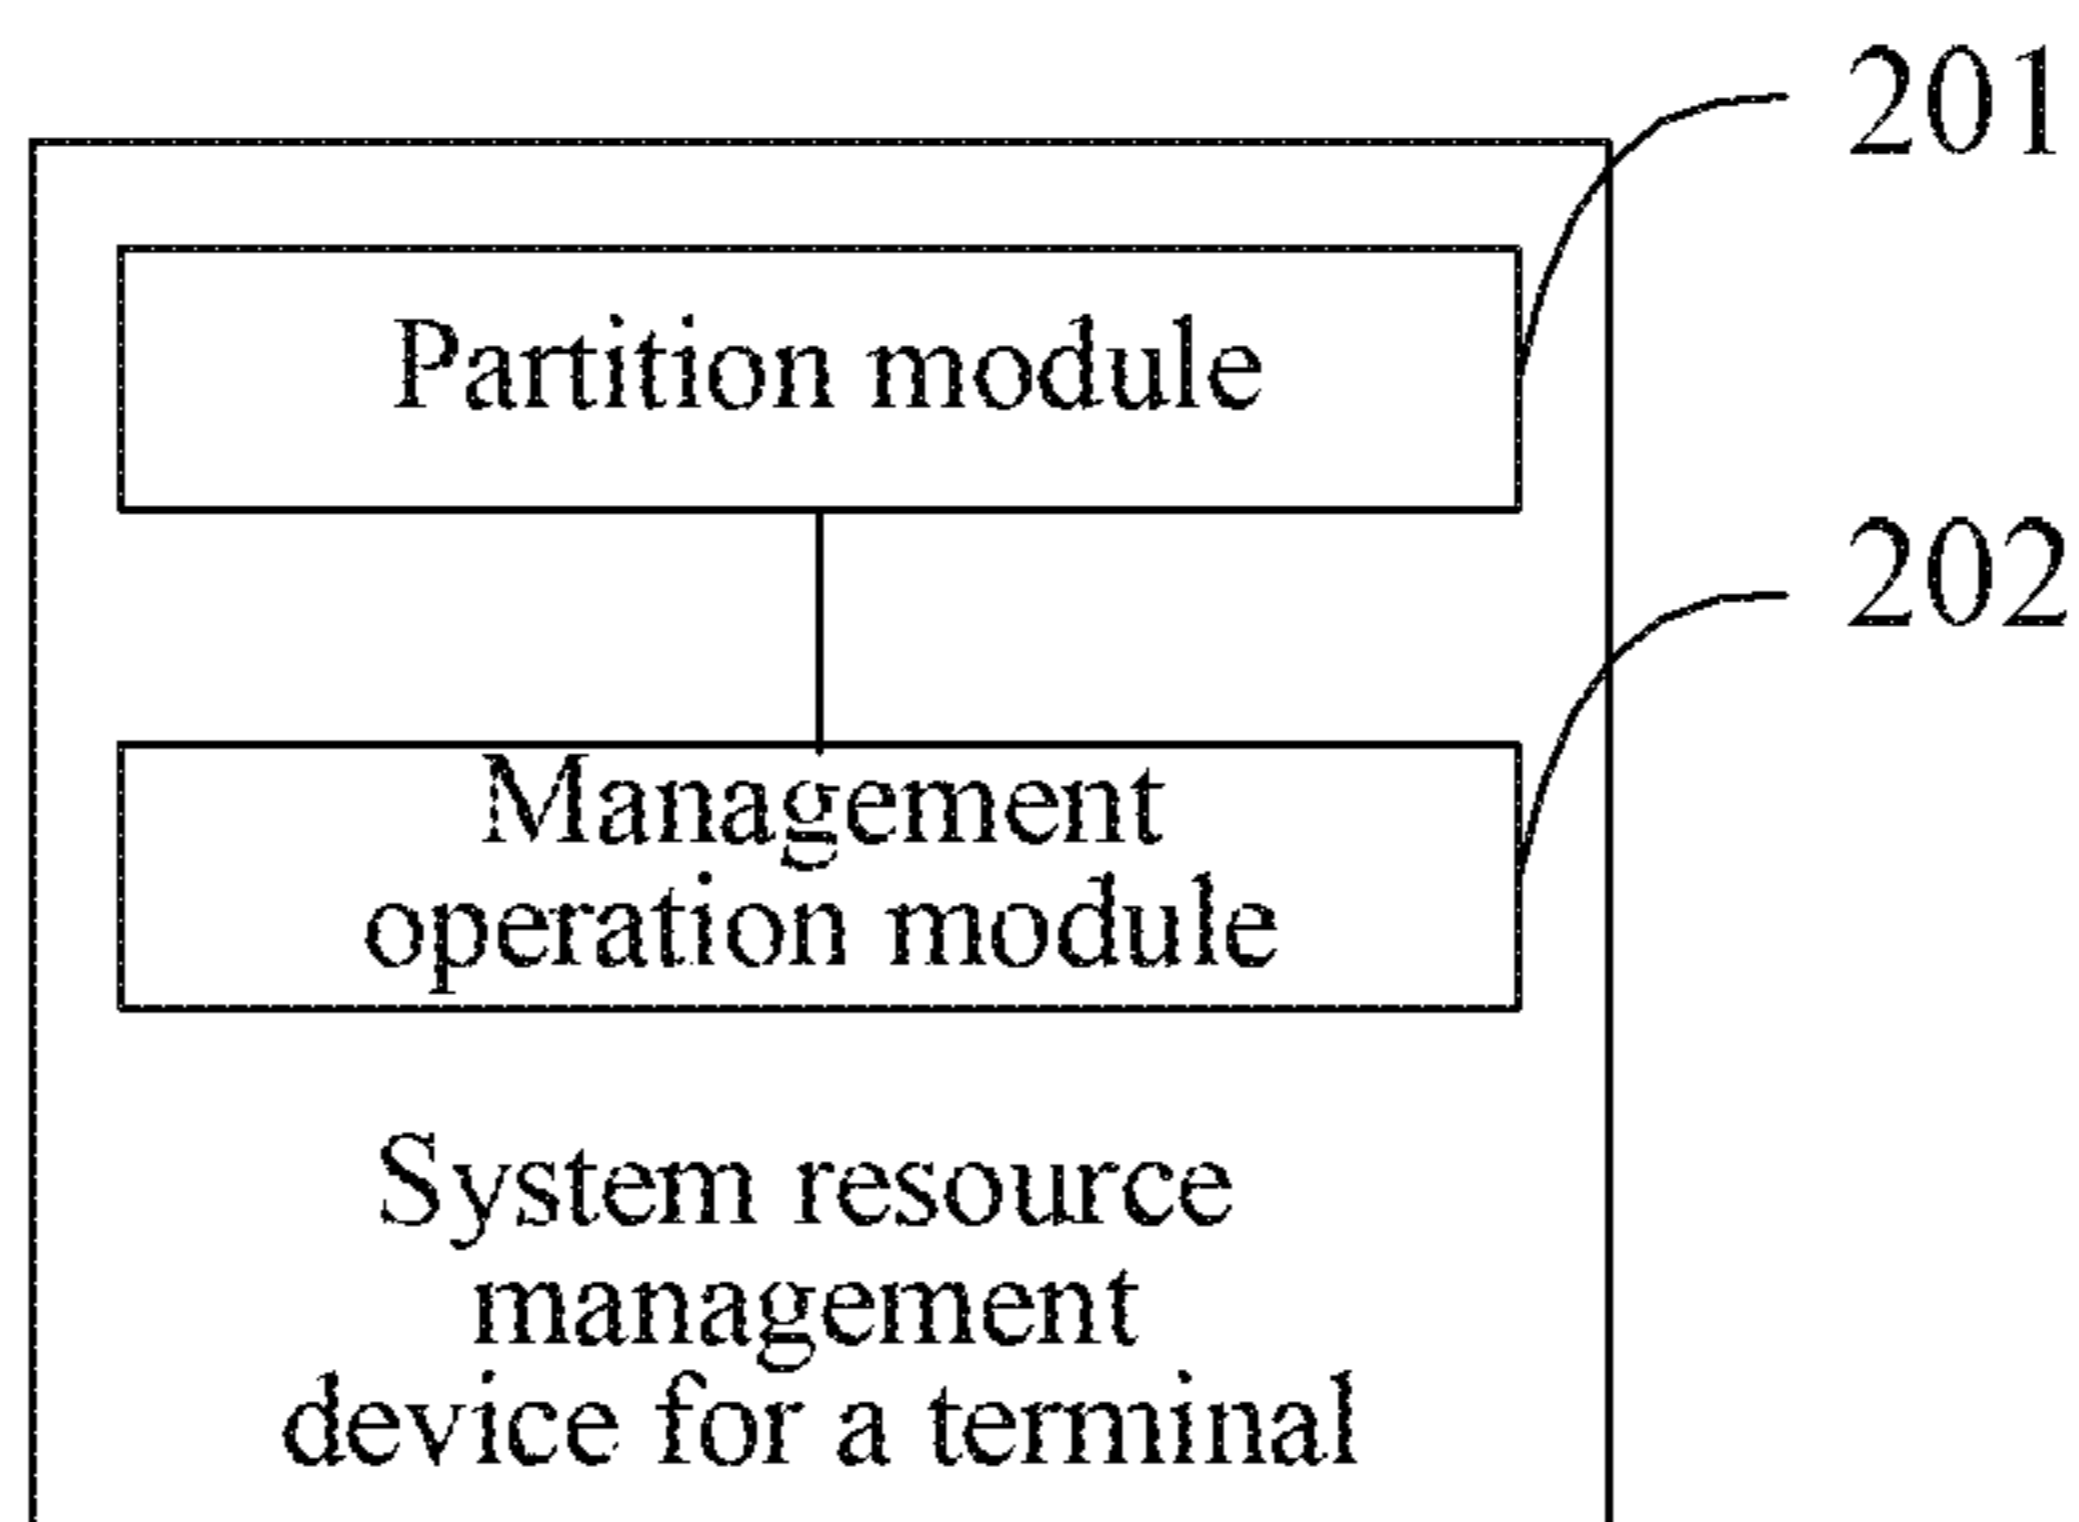 201
Partition module
202
Management
operation module
System resource
management
device for a terminal